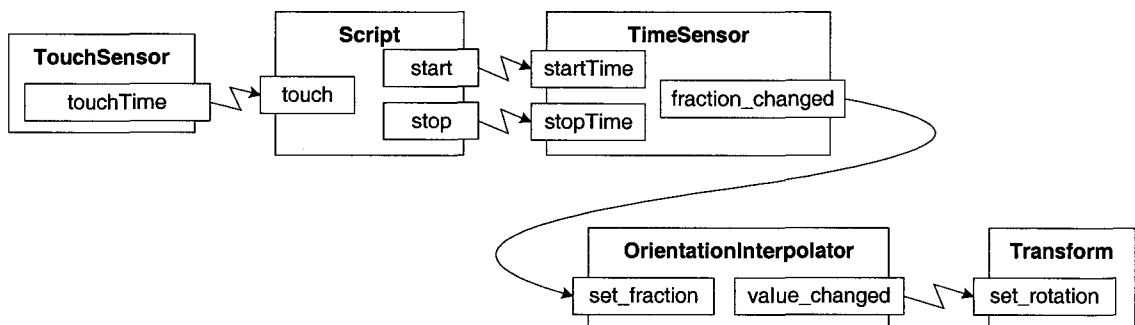 TouchSensor
touchTime
Script
touch
start
stop
TimeSensor
startTime
stopTime
fraction_changed
OrientationInterpolator
set_fraction
value_changed
Transform
set_rotation